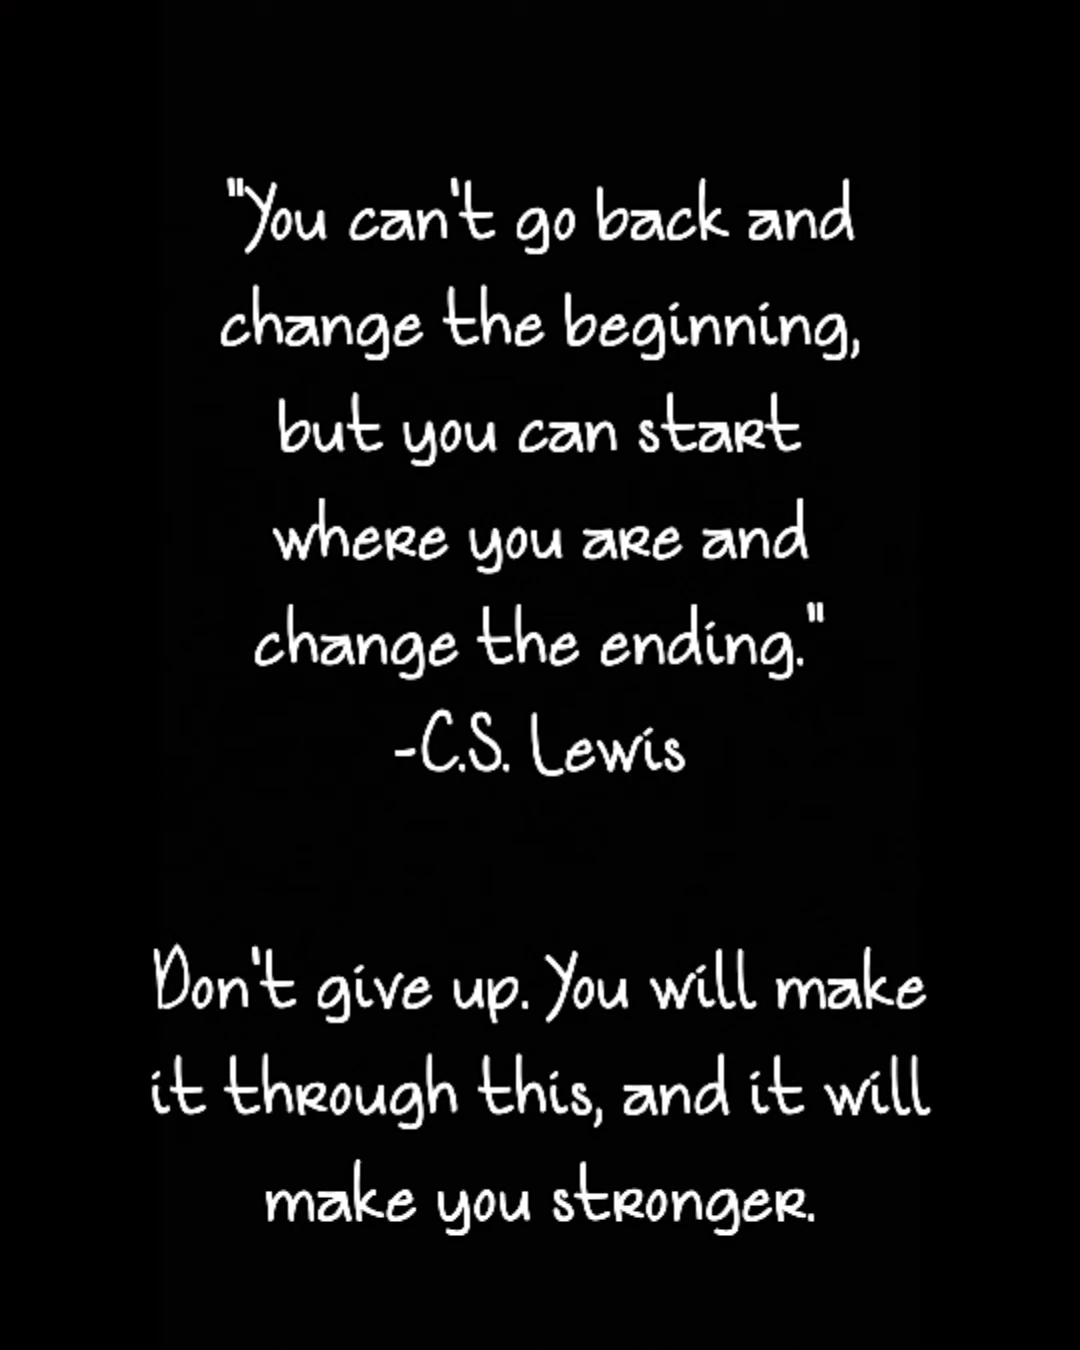 "You can't go back and
change the beginning,
but you can start
where you are and
change the ending."
-C.S. Lewis
Don't give up. You will make
it through this, and it will
make you stronger.